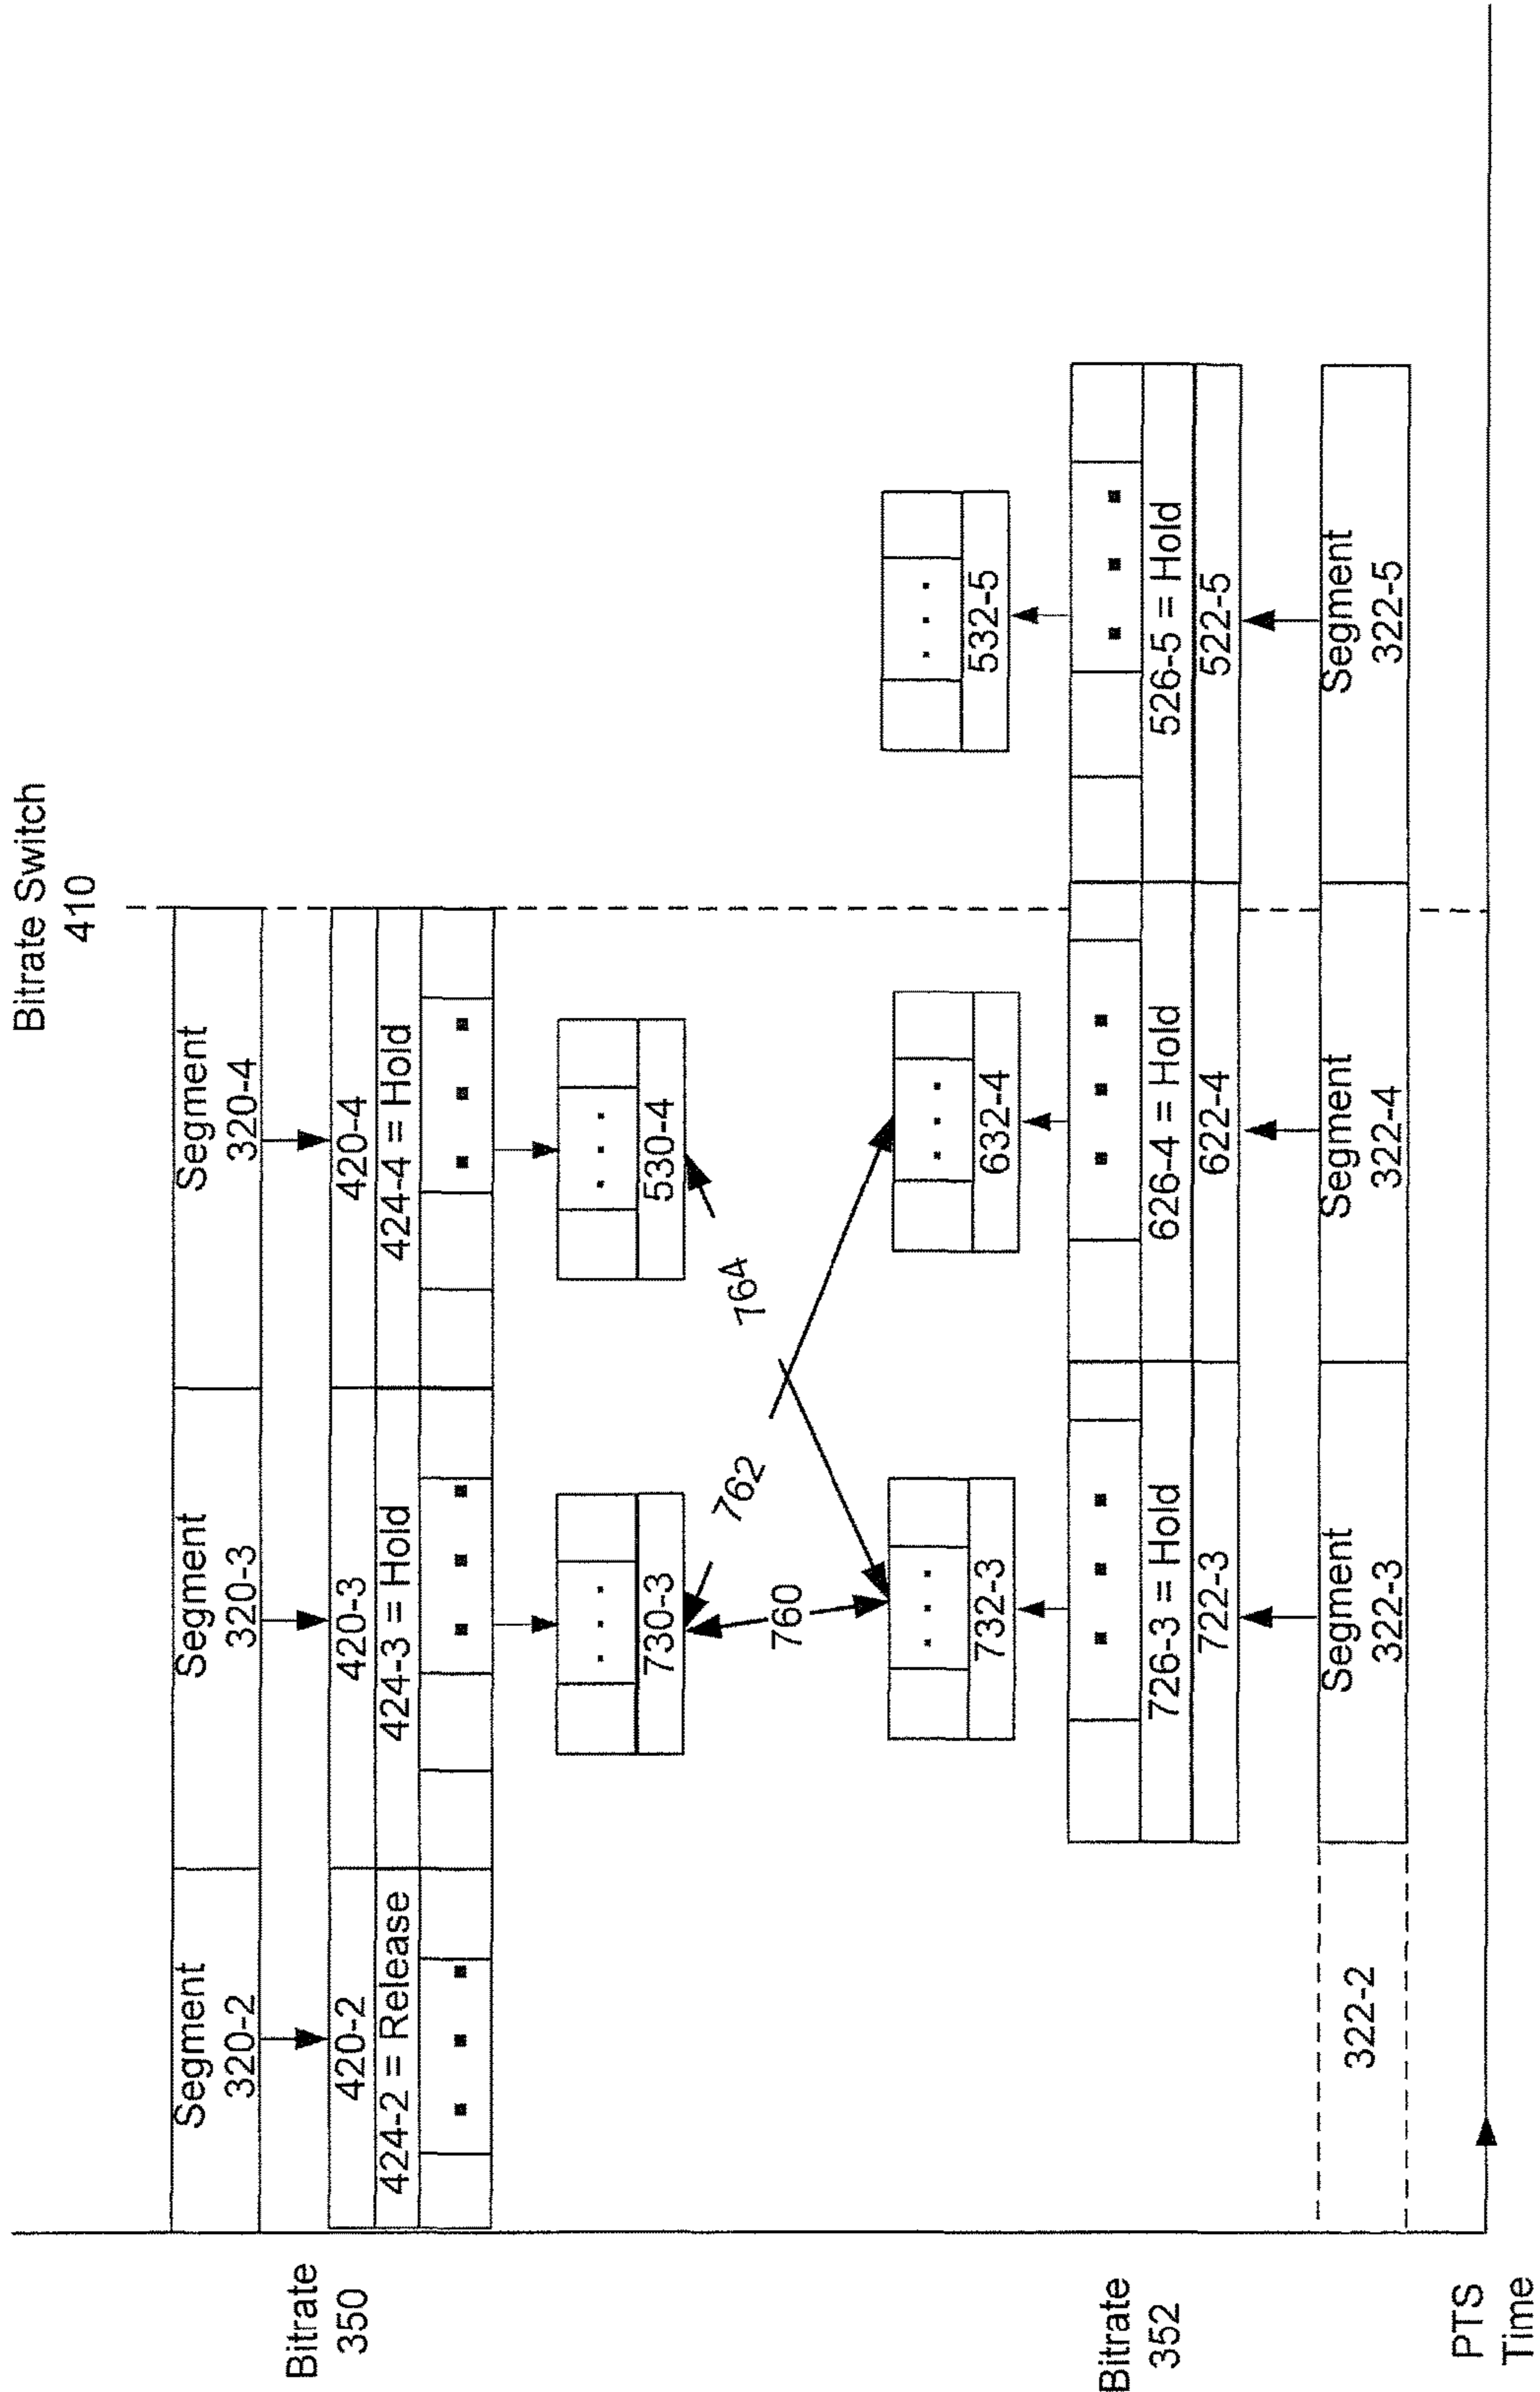 Bitrate Switch
410
Segment
320-2
Segment
320-3
Segment
320-4
Bitrate
350
420-2
420-3
420-4
424-2 = Release
424-3 = Hold
424-4 = Hold
730-3
530-4
762
764
760
732-3
632-4
532-5
Bitrate
352
726-3 = Hold
626-4 = Hold
526-5 = Hold
722-3
622-4
522-5
322-2
Segment
322-3
Segment
322-4
Segment
322-5
PTS
Time